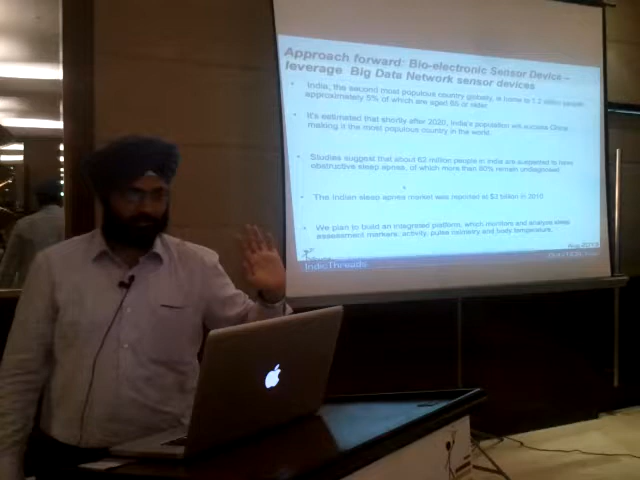 Approach forward: Bio-electronic Sensor Device –
leverage Big Data Network sensor devices
India, the second most populous country globally, is home to 1.2 billion people,
approximately 5% of which are aged 65 or older
It's estimated that shortly after 2020, India's population will surpass China
making it the most populous country in the world.
Studies suggest that about 62 million people in India are suspected to have
obstructive sleep apnea, of which more than 80% remain undiagnosed
The Indian sleep apnea market was reported at $3 billion in 2010
We plan to build an integrated platform, which monitors and analyse sleep
assessment markers: activity, pulse oximetry and body temperature.
IndicThreads